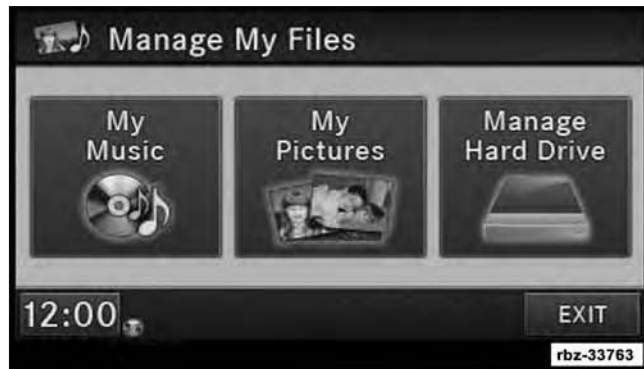 Manage My Files
My
Music
My
Pictures
Manage
Hard Drive
12:00
EXIT
rbz-33763